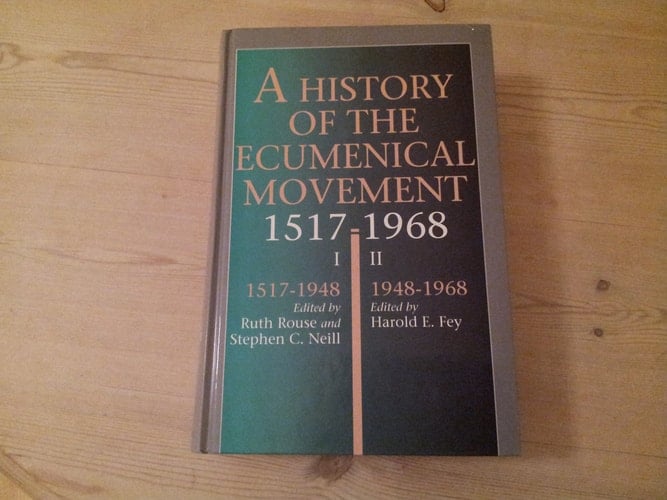 A HISTORY
OF THE
ECUMENICAL
MOVEMENT
1517-1968
I II
1517-1948
Edited by
Ruth Rouse and
Stephen C. Neill
1948-1968
Edited by
Harold E. Fey